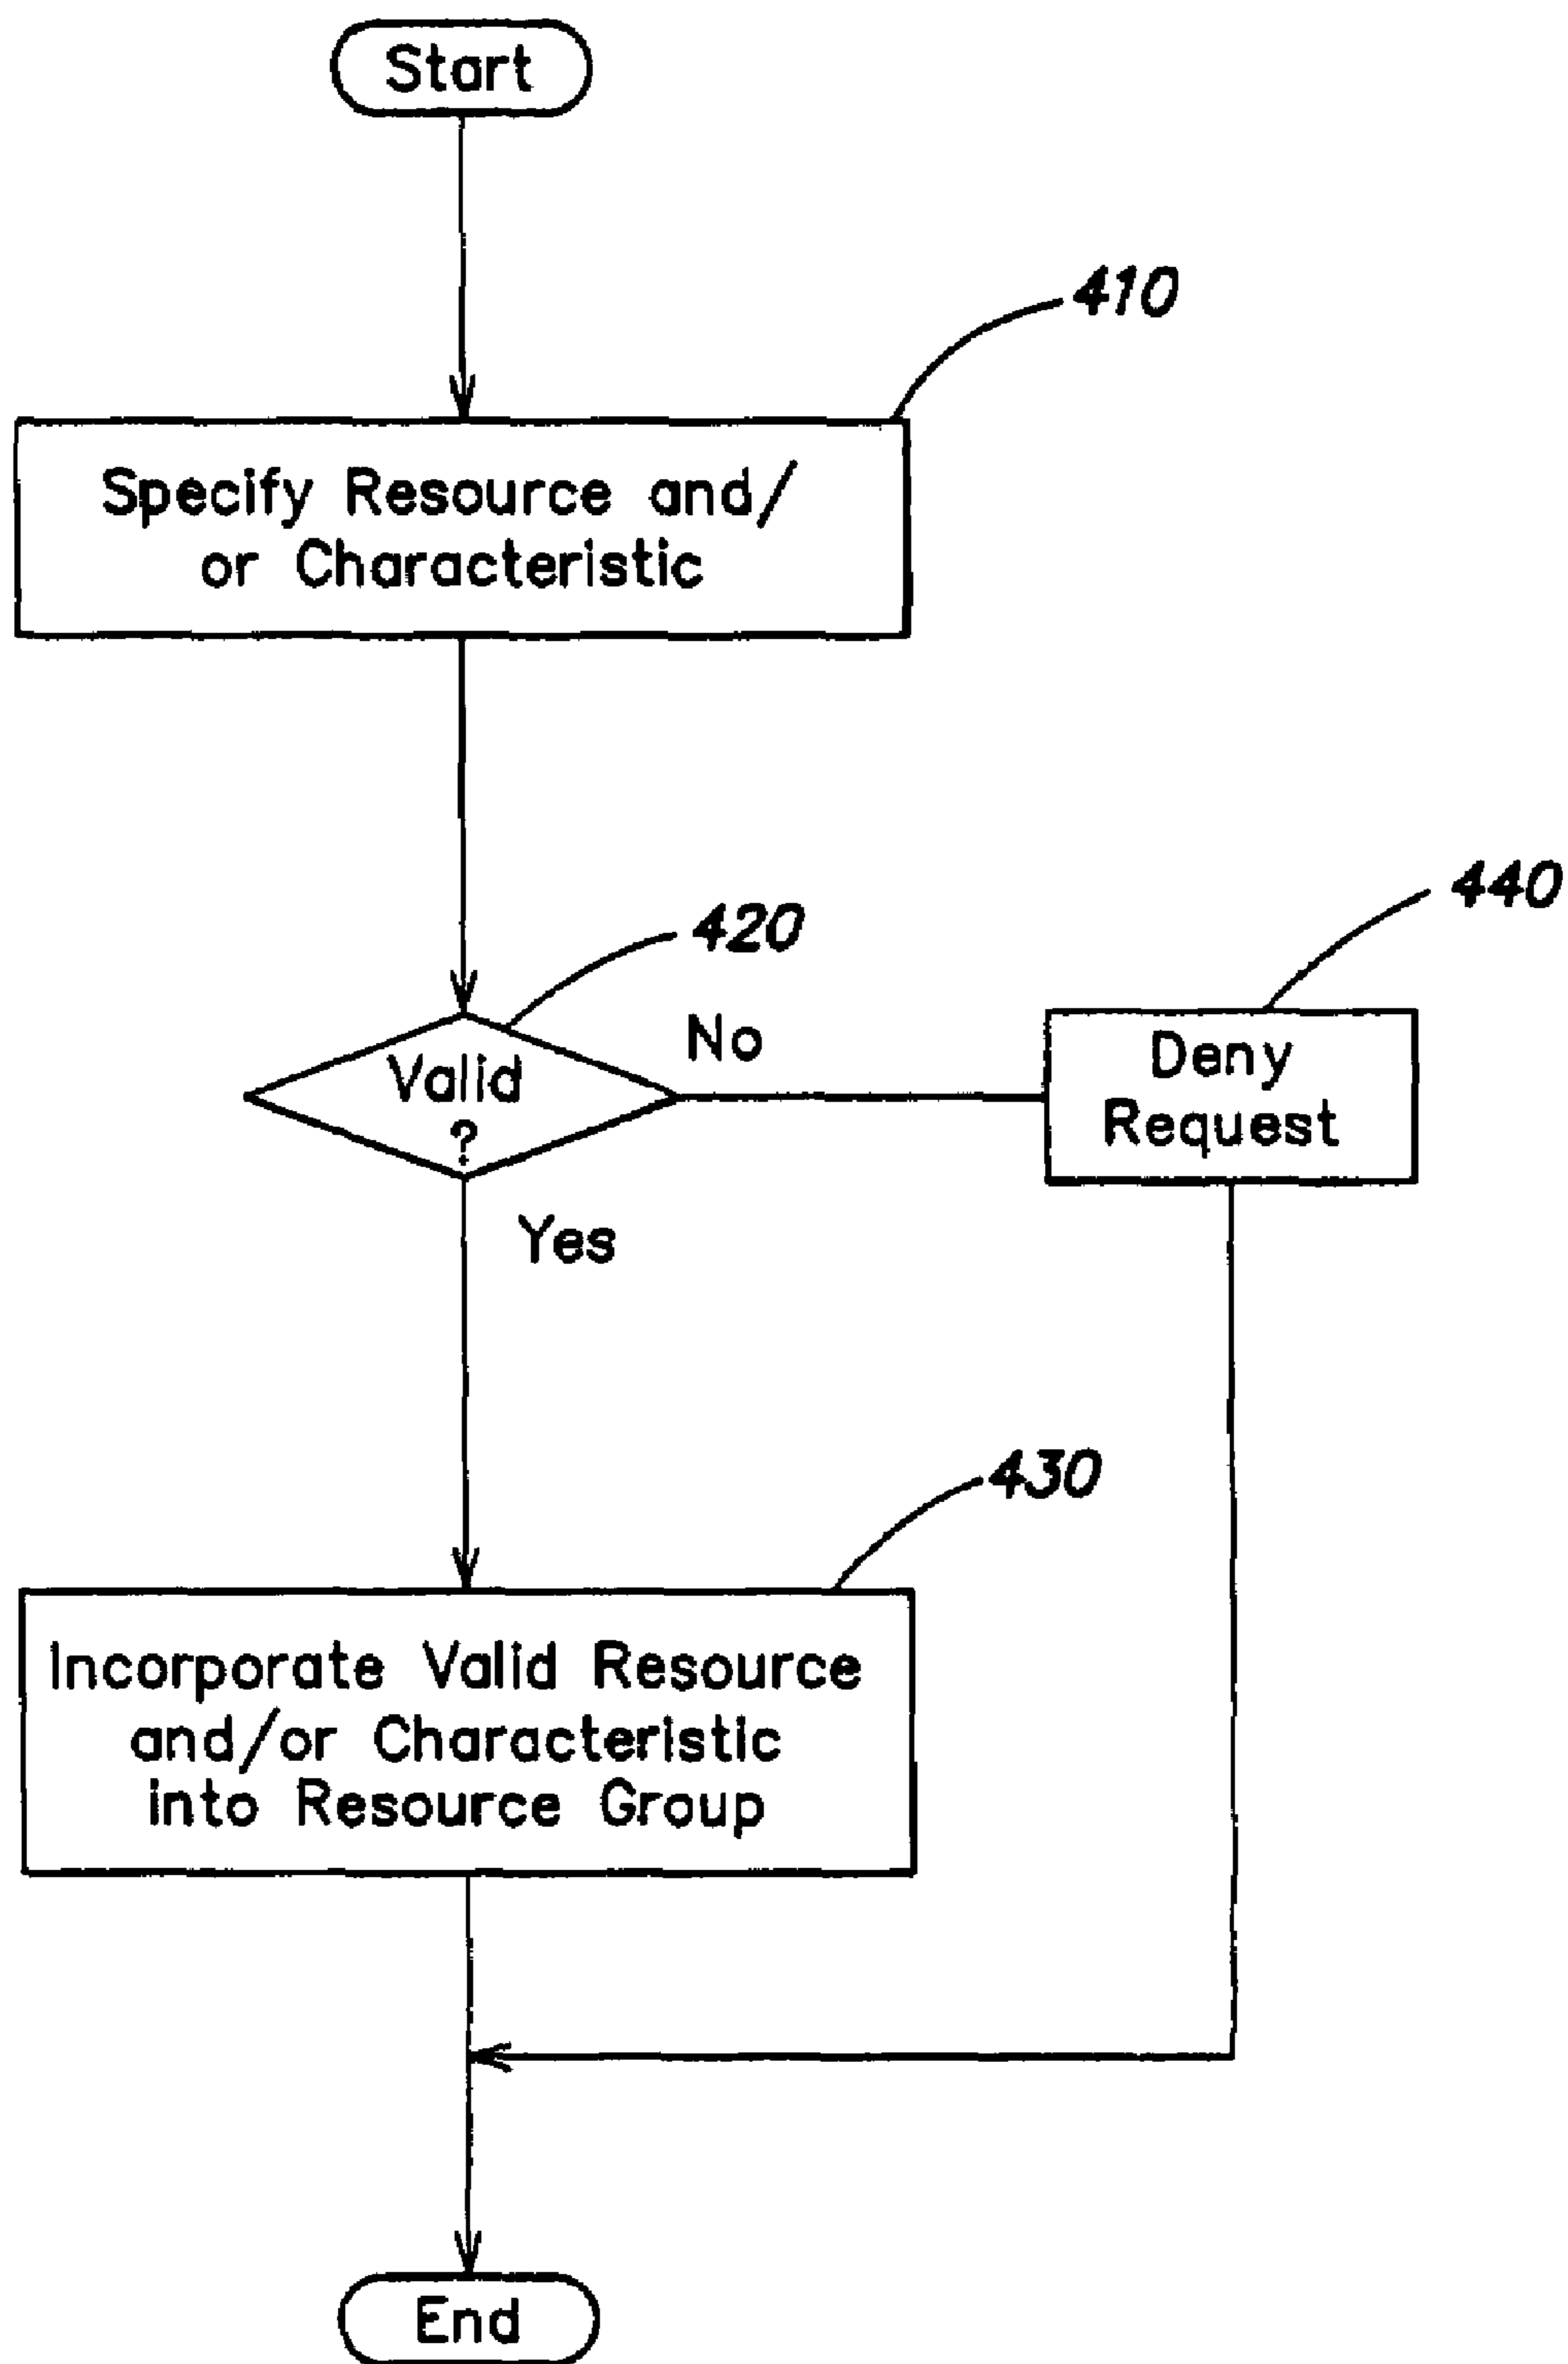 Start
410
Specify Resource and/
or Characteristic
420
440
No
Valid
?
Deny
Request
Yes
430
Incorporate Valid Resource
and/or Characteristic
into Resource Group
End